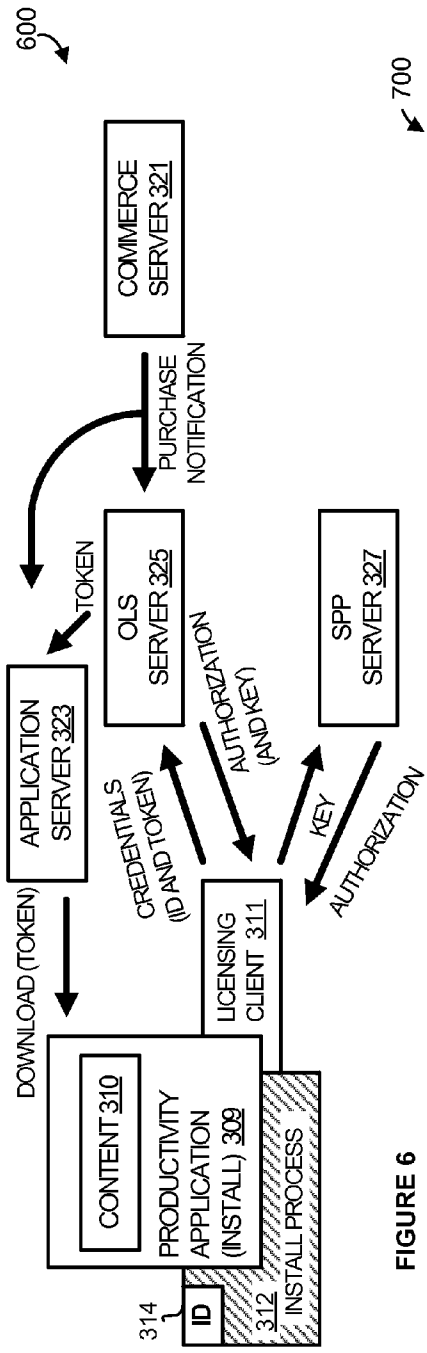 600
COMMERCE
SERVER 321
PURCHASE
NOTIFICATION
APPLICATION
SERVER 323
TOKEN
OLS
SERVER 325
DOWNLOAD (TOKEN)
CREDENTIALS
(ID AND TOKEN)
AUTHORIZATION
(AND KEY)
CONTENT 310
PRODUCTIVITY
APPLICATION
(INSTALL) 309
LICENSING
CLIENT 311
KEY
AUTHORIZATION
SPP
SERVER 327
314
ID
312
INSTALL PROCESS
FIGURE 6
700